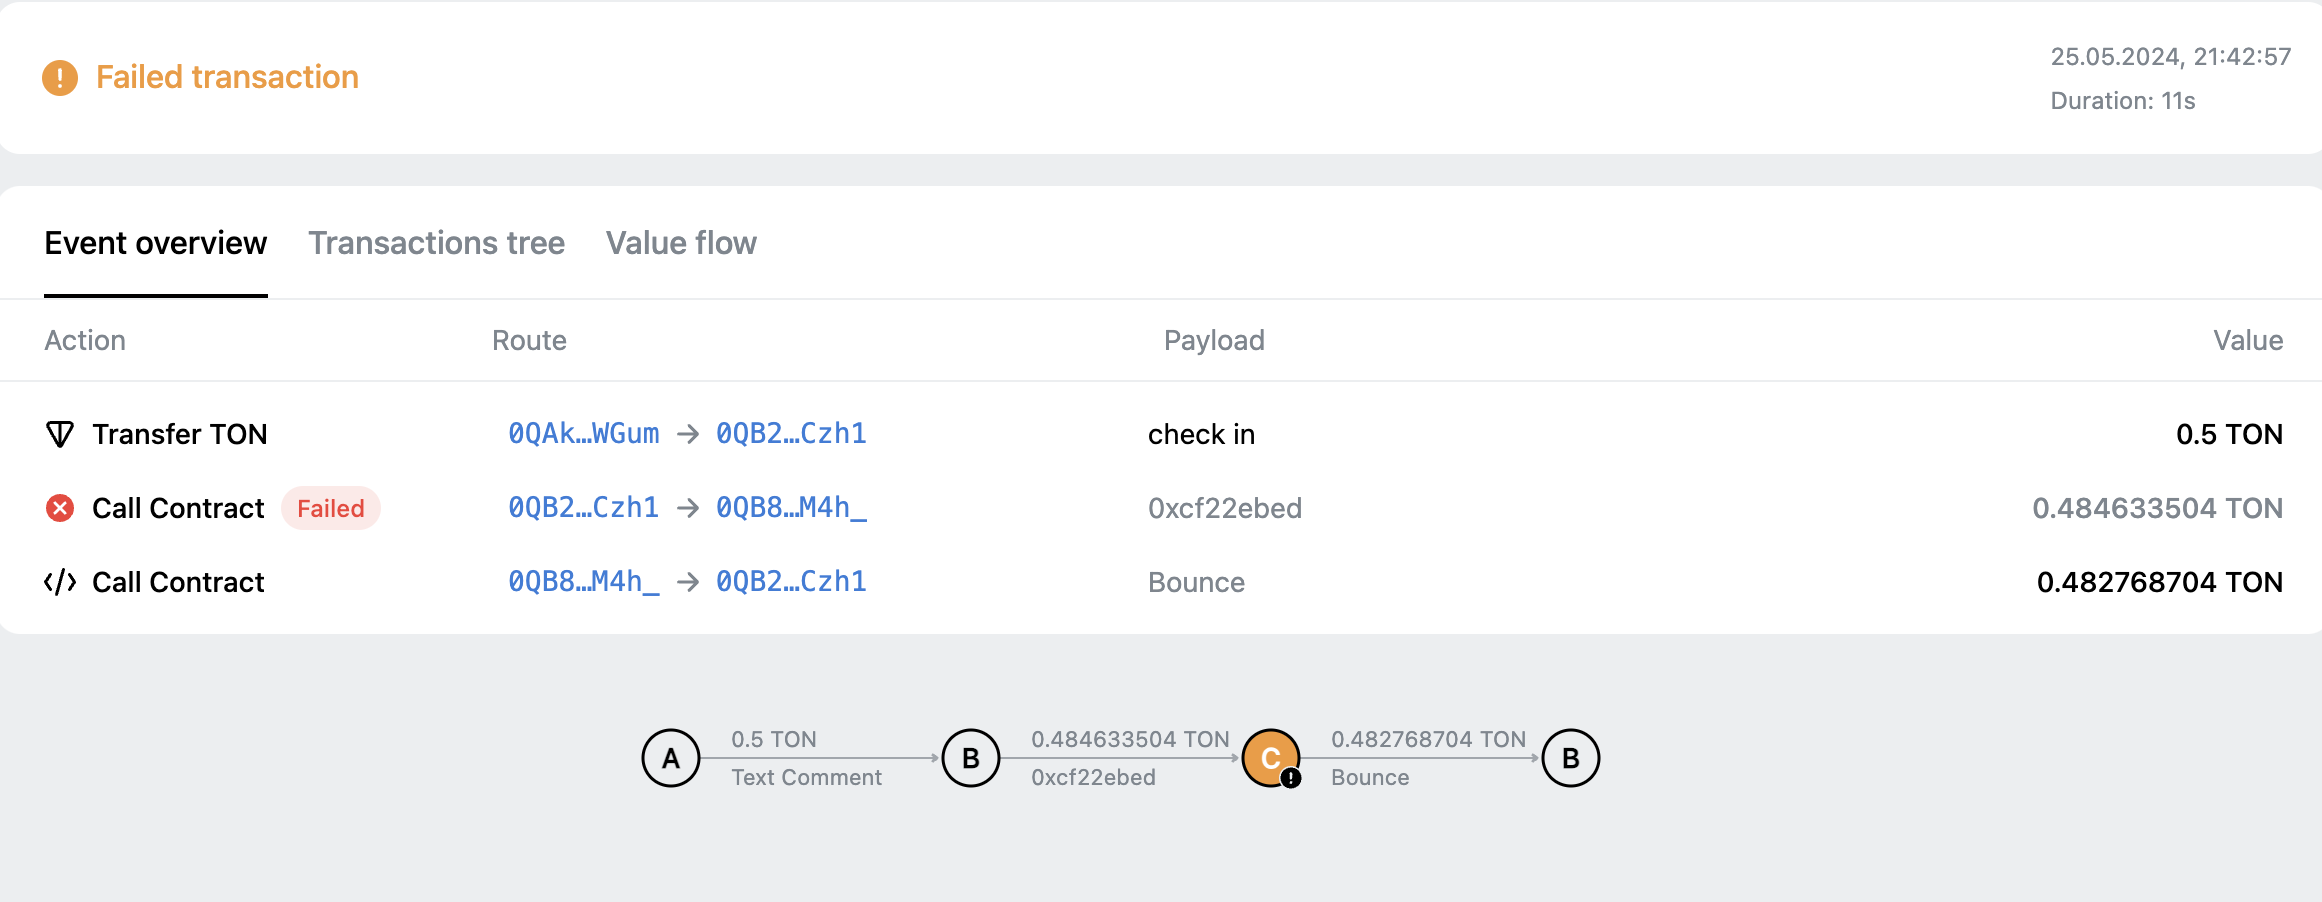 Failed transaction
25.05.2024, 21:42:57
Duration: 11s
Event overview Transactions tree Value flow
Action Route Payload Value
Transfer TON 0QAk…WGum → 0QB2…Czh1 check in 0.5 TON
Call Contract Failed 0QB2…Czh1 → 0QB8…M4h_ 0xcf22ebed 0.484633504 TON
Call Contract 0QB8…M4h_ → 0QB2…Czh1 Bounce 0.482768704 TON
0.5 TON 0.484633504 TON 0.482768704 TON
A B C B
Text Comment 0xcf22ebed Bounce